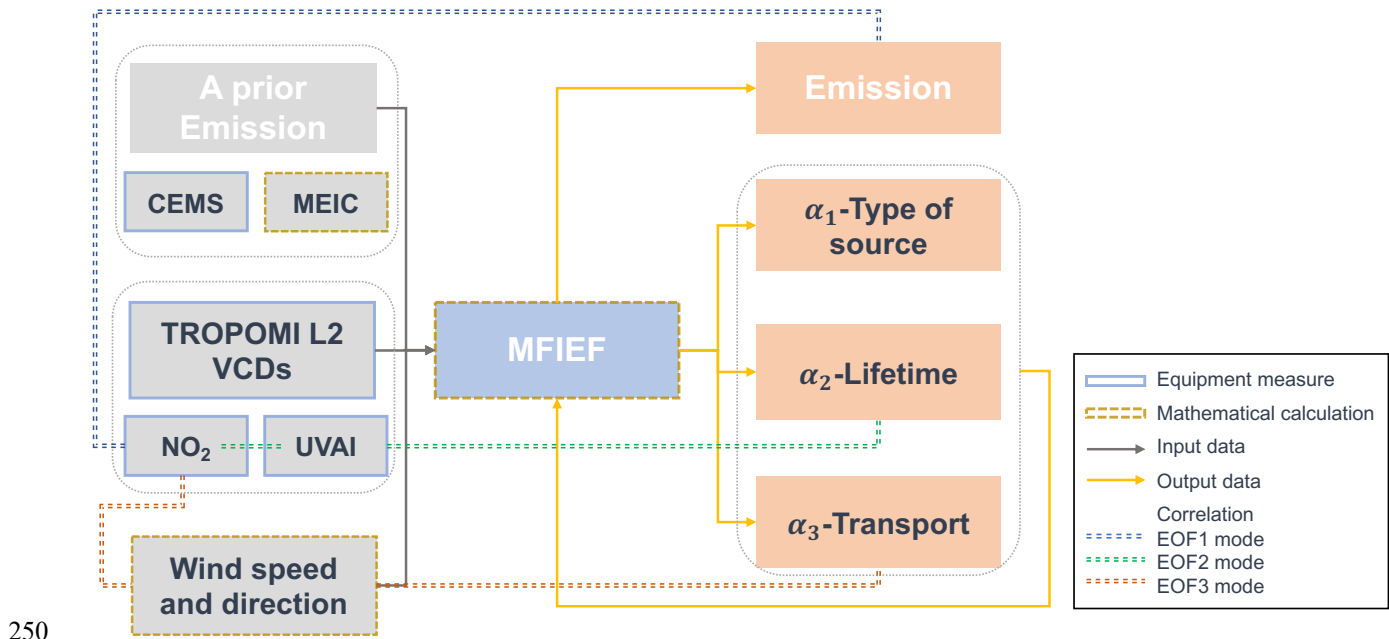 A prior
Emission
CEMS
MEIC
TROPOMI L2
VCDs
NO₂
UVAI
Wind speed
and direction
MFIEF
Emission
α₁-Type of
source
α₂-Lifetime
α₃-Transport
Equipment measure
Mathematical calculation
Input data
Output data
Correlation
EOF1 mode
EOF2 mode
EOF3 mode
250